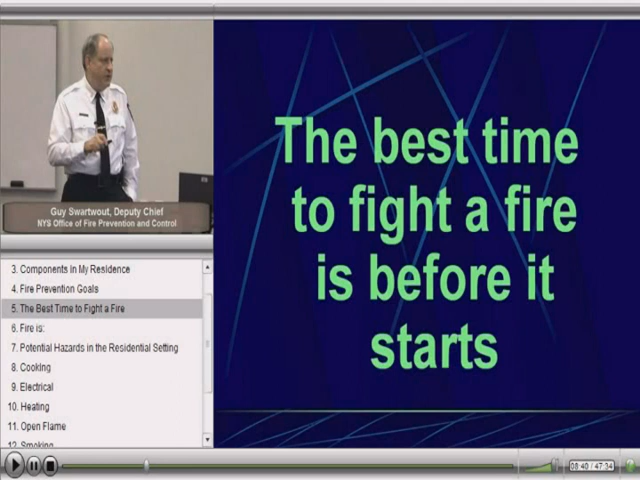 The best time
to fight a fire
is before it
starts
Guy Swartwout, Deputy Chief
NYS Office of Fire Prevention and Control
3. Components In My Residence
4. Fire Prevention Goals
5. The Best Time to Fight a Fire
6. Fire is:
7. Potential Hazards in the Residential Setting
8. Cooking
9. Electrical
10. Heating
11. Open Flame
12. Smoking
08:40 / 47:34